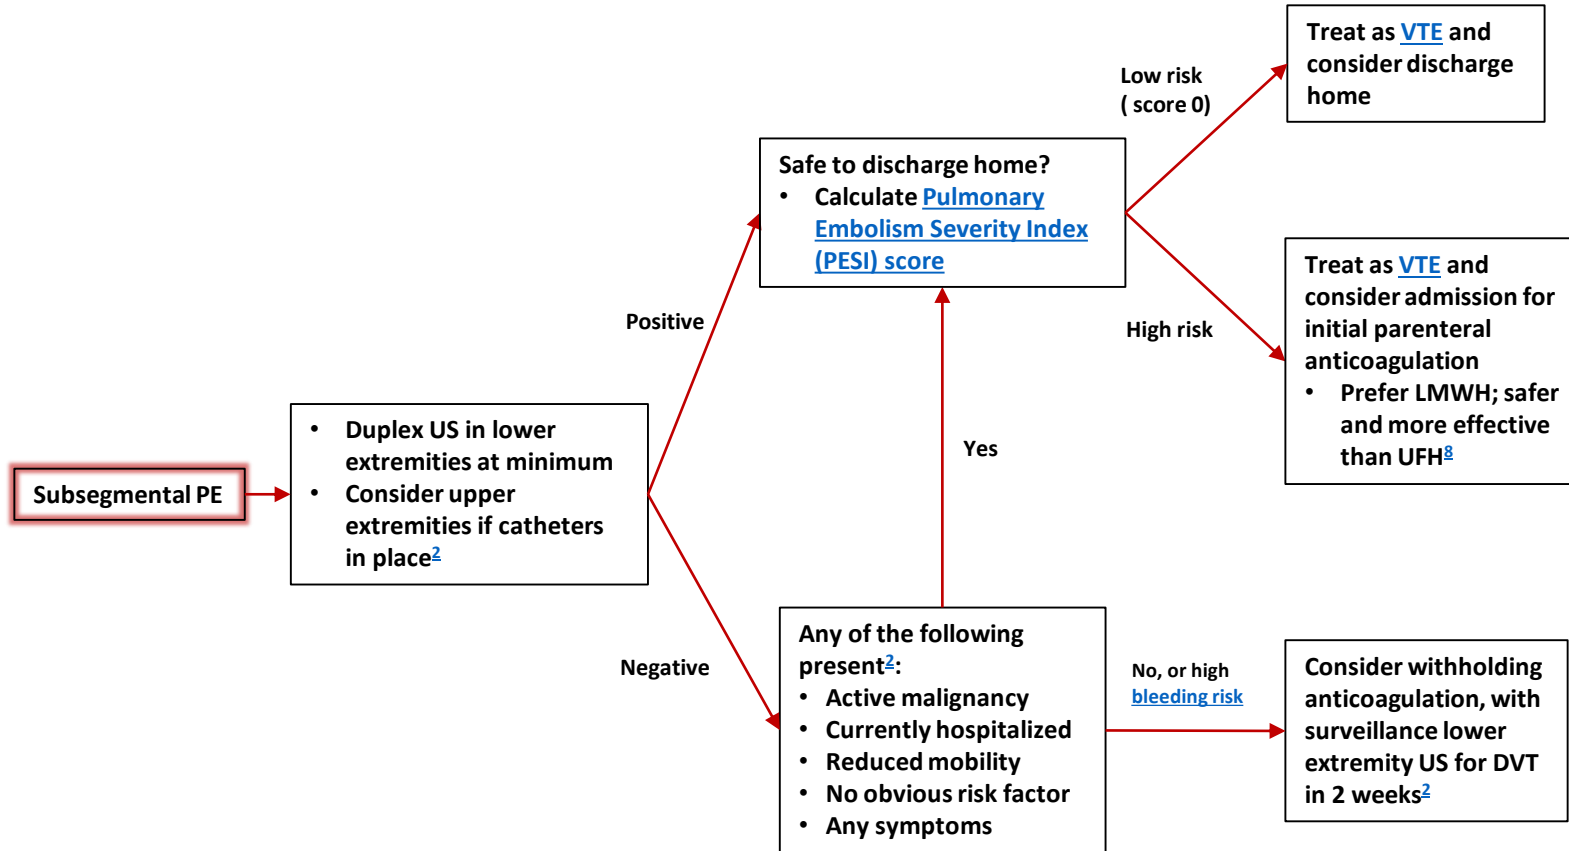 Subsegmental PE
• Duplex US in lower
extremities at minimum
• Consider upper
extremities if catheters
in place2
Positive
Negative
Safe to discharge home?
• Calculate Pulmonary
Embolism Severity Index
(PESI) score
Yes
Any of the following
present2:
• Active malignancy
• Currently hospitalized
• Reduced mobility
• No obvious risk factor
• Any symptoms
Low risk
( score 0)
High risk
No, or high
bleeding risk
Treat as VTE and
consider discharge
home
Treat as VTE and
consider admission for
initial parenteral
anticoagulation
• Prefer LMWH; safer
and more effective
than UFH8
Consider withholding
anticoagulation, with
surveillance lower
extremity US for DVT
in 2 weeks2